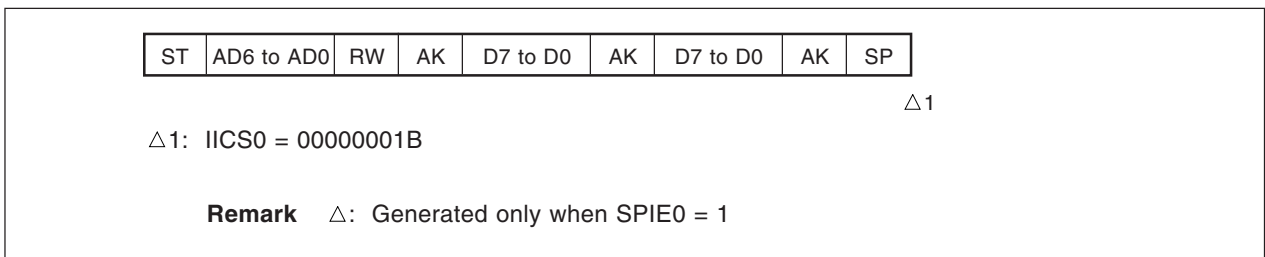 ST AD6 to AD0 RW AK D7 to D0 AK D7 to D0 AK SP
△1
△1: IICS0 = 00000001B
Remark △: Generated only when SPIE0 = 1